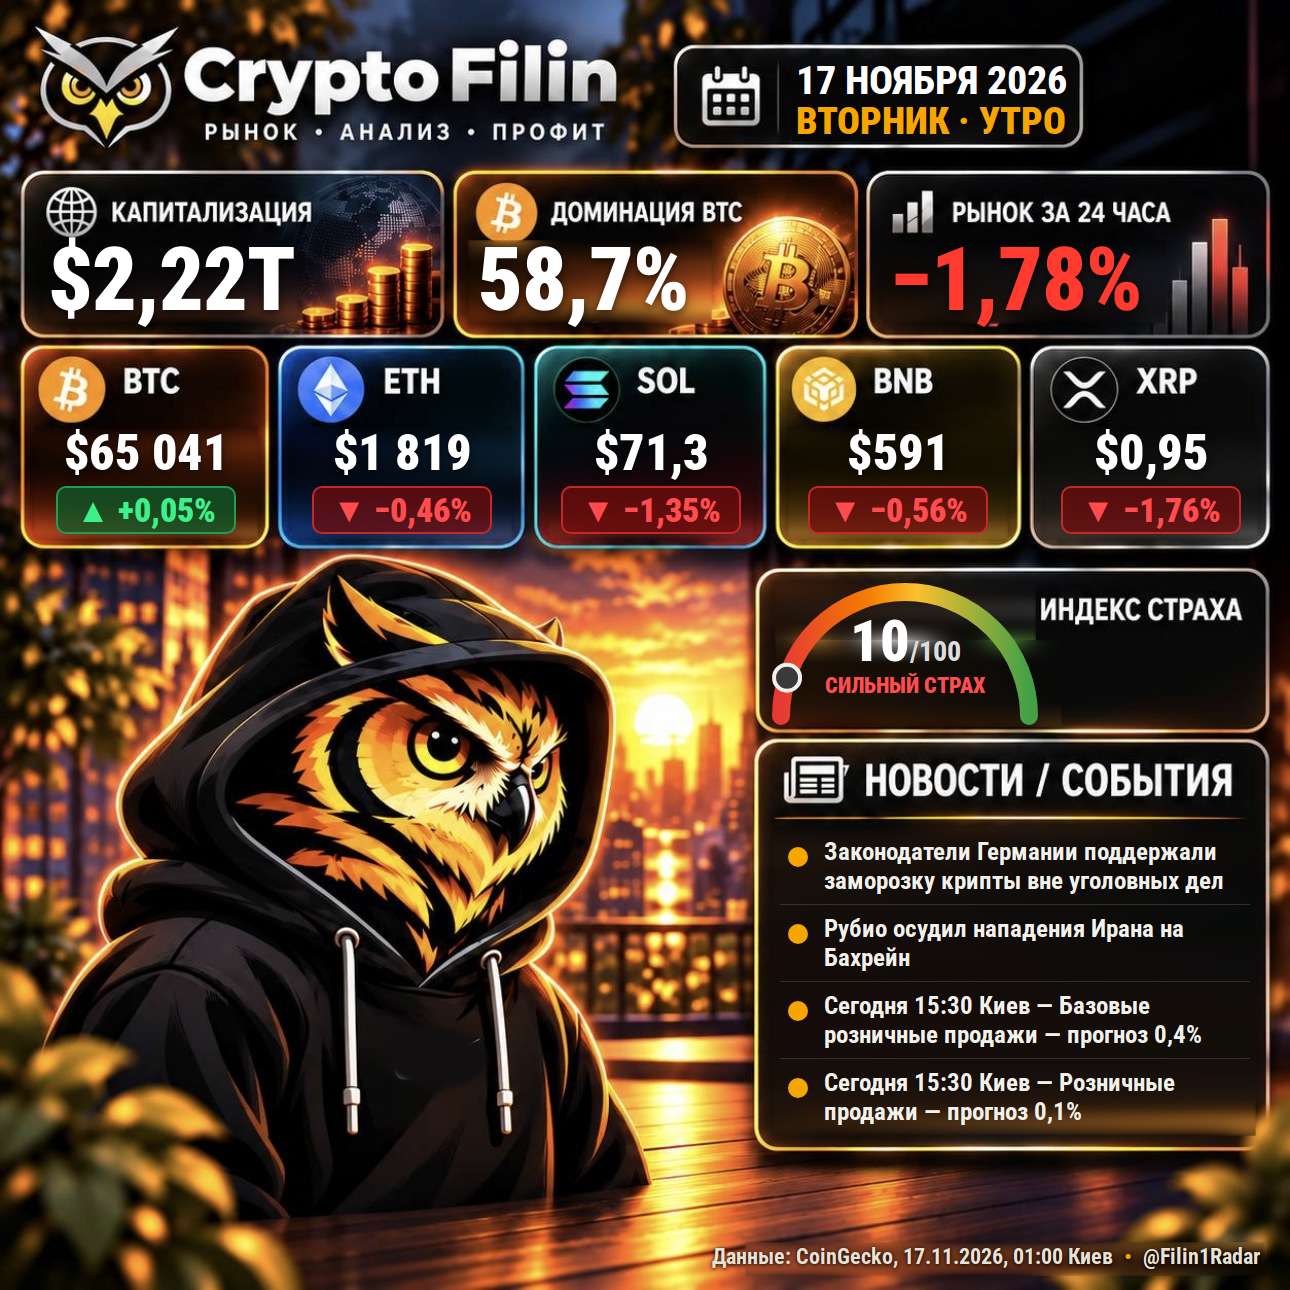 Crypto Filin
РЫНОК • АНАЛИЗ • ПРОФИТ
17 НОЯБРЯ 2026
ВТОРНИК · УТРО
КАПИТАЛИЗАЦИЯ
$2,22T
ДОМИНАЦИЯ BTC
58,7%
РЫНОК ЗА 24 ЧАСА
−1,78%
BTC
$65 041
▲ +0,05%
ETH
$1 819
▼ −0,46%
SOL
$71,3
▼ −1,35%
BNB
$591
▼ −0,56%
XRP
$0,95
▼ −1,76%
ИНДЕКС СТРАХА
10/100
СИЛЬНЫЙ СТРАХ
НОВОСТИ / СОБЫТИЯ
Законодатели Германии поддержали
заморозку крипты вне уголовных дел
Рубио осудил нападения Ирана на
Бахрейн
Сегодня 15:30 Киев — Базовые
розничные продажи — прогноз 0,4%
Сегодня 15:30 Киев — Розничные
продажи — прогноз 0,1%
Данные: CoinGecko, 17.11.2026, 01:00 Киев • @Filin1Radar